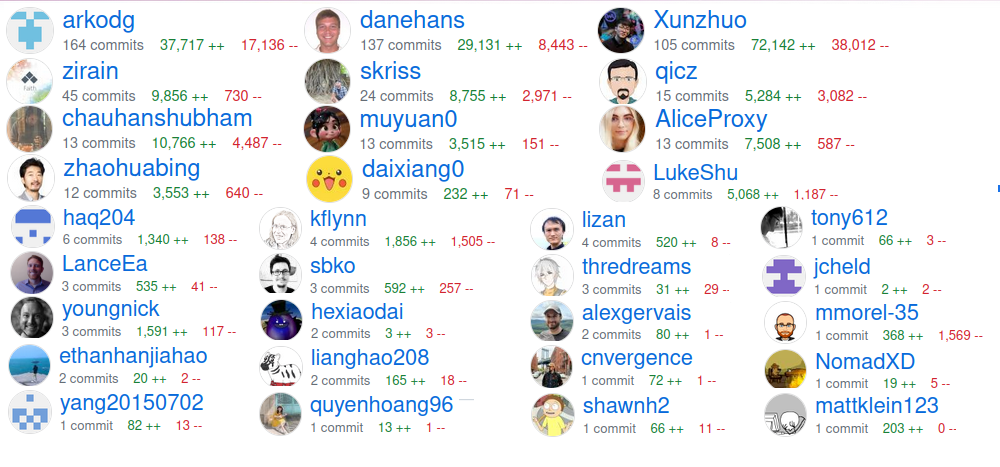 arkodg danehans Xunzhuo
164 commits 37,717 ++ 17,136 -- 137 commits 29,131 ++ 8,443 -- 105 commits 72,142 ++ 38,012 --
zirain skriss qicz
45 commits 9,856 ++ 730 -- 24 commits 8,755 ++ 2,971 -- 15 commits 5,284 ++ 3,082 --
chauhanshubham muyuan0 AliceProxy
13 commits 10,766 ++ 4,487 -- 13 commits 3,515 ++ 151 -- 13 commits 7,508 ++ 587 --
zhaohuabing daixiang0 LukeShu
12 commits 3,553 ++ 640 -- 9 commits 232 ++ 71 -- 8 commits 5,068 ++ 1,187 --
haq204 kflynn lizan tony612
6 commits 1,340 ++ 138 -- 4 commits 1,856 ++ 1,505 -- 4 commits 520 ++ 8 -- 1 commit 66 ++ 3 --
LanceEa sbko thredreams jcheld
3 commits 535 ++ 41 -- 3 commits 592 ++ 257 -- 3 commits 31 ++ 29 -- 1 commit 2 ++ 2 --
youngnick hexiaodai alexgervais mmorel-35
3 commits 1,591 ++ 117 -- 2 commits 3 ++ 3 -- 2 commits 80 ++ 1 -- 1 commit 368 ++ 1,569 --
ethanhanjiahao lianghao208 cnvergence NomadXD
2 commits 20 ++ 2 -- 2 commits 165 ++ 18 -- 1 commit 72 ++ 1 -- 1 commit 19 ++ 5 --
yang20150702 quyenhoang96 shawnh2 mattklein123
1 commit 82 ++ 13 -- 1 commit 13 ++ 1 -- 1 commit 66 ++ 11 -- 1 commit 203 ++ 0 --